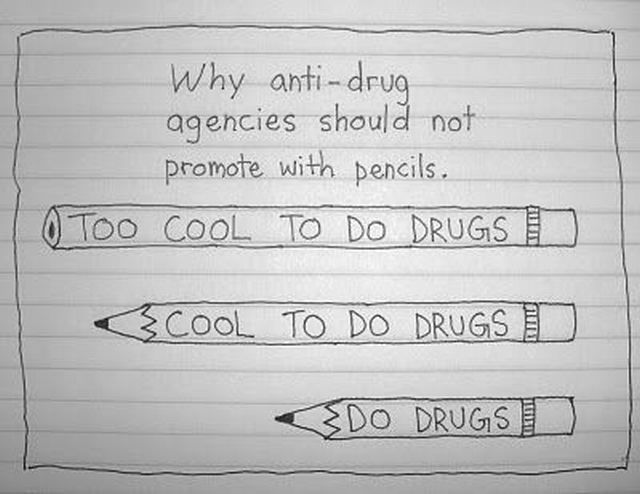 Why anti-drug
agencies should not
promote with pencils.
TOO COOL TO DO DRUGS
COOL TO DO DRUGS
DO DRUGS